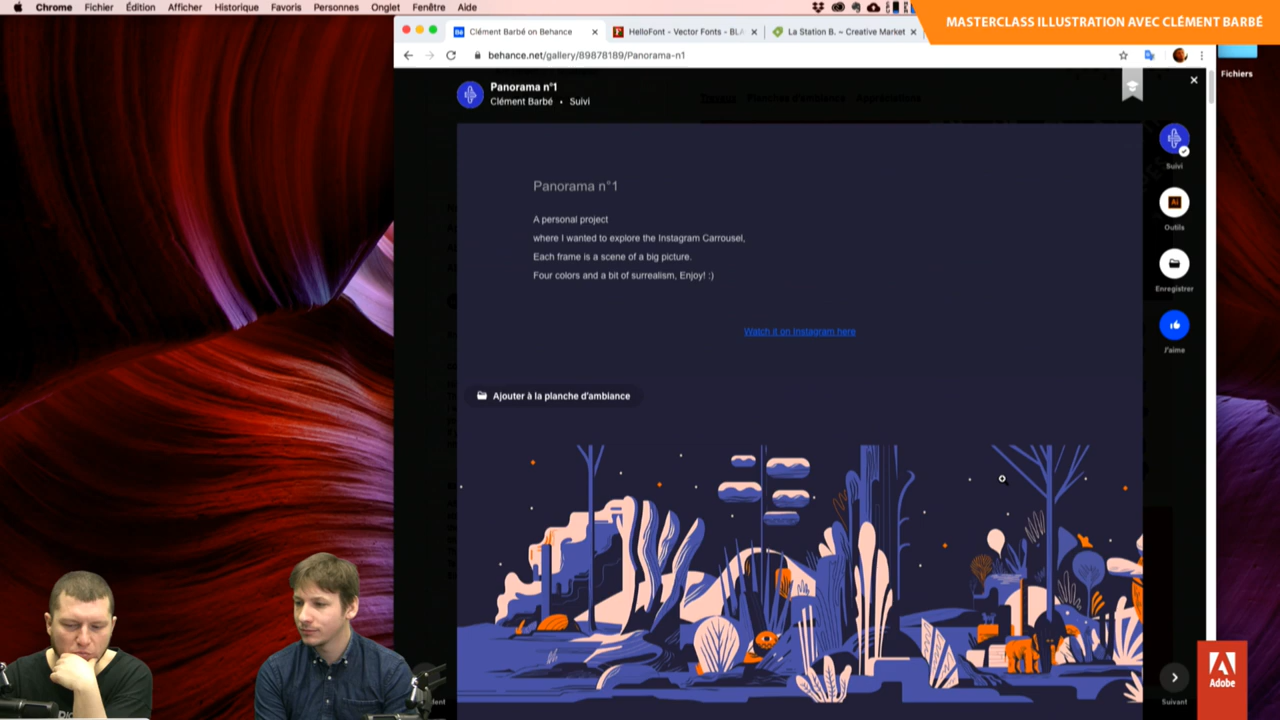 Chrome Fichier Édition Afficher Historique Favoris Personnes Onglet Fenêtre Aide
MASTERCLASS ILLUSTRATION AVEC CLÉMENT BARBÉ
Clément Barbé on Behance
HelloFont - Vector Fonts - BLA
La Station B. ~ Creative Market
behance.net/gallery/89878189/Panorama-n1
Fichiers
Panorama n°1
Clément Barbé • Suivi
Suivi
Ai
Outils
Enregistrer
J'aime
Panorama n°1
A personal project
where I wanted to explore the Instagram Carrousel,
Each frame is a scene of a big picture.
Four colors and a bit of surrealism, Enjoy! :)
Watch it on Instagram here
Ajouter à la planche d'ambiance
Suivant
Adobe